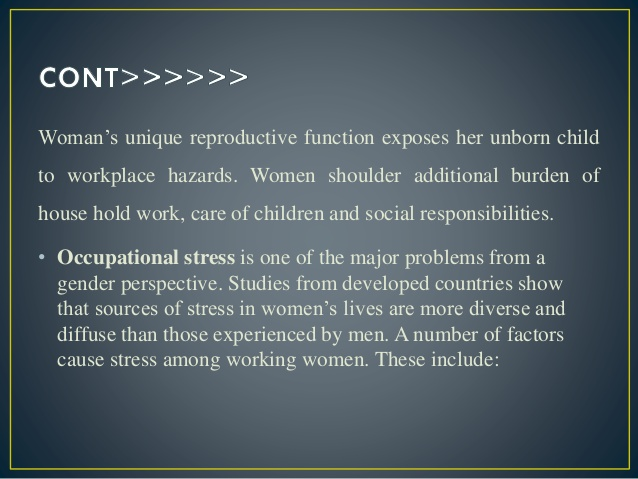 CONT>>>>>>
Woman’s unique reproductive function exposes her unborn child
to workplace hazards. Women shoulder additional burden of
house hold work, care of children and social responsibilities.
• Occupational stress is one of the major problems from a
gender perspective. Studies from developed countries show
that sources of stress in women’s lives are more diverse and
diffuse than those experienced by men. A number of factors
cause stress among working women. These include: